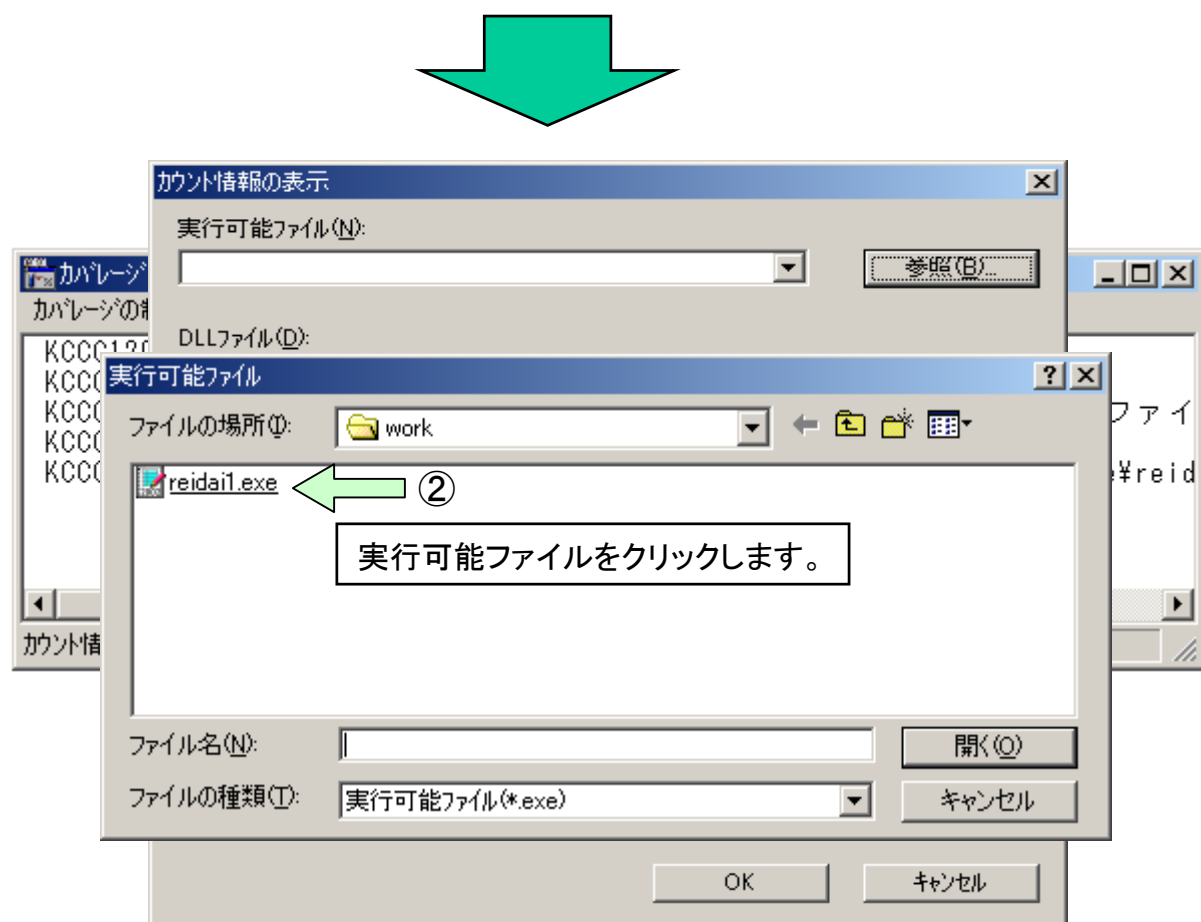 カウント情報の表示
実行可能ファイル(N):
参照(B)...
カバレージ
カバレージの
DLLファイル(D):
KCCC120
KCCC
KCCC
KCCC
KCCC
ファイ
e¥reid
実行可能ファイル
ファイルの場所(I):
work
reidai1.exe
②
実行可能ファイルをクリックします。
カウント情
ファイル名(N):
開く(O)
ファイルの種類(T):
実行可能ファイル(*.exe)
キャンセル
OK
キャンセル